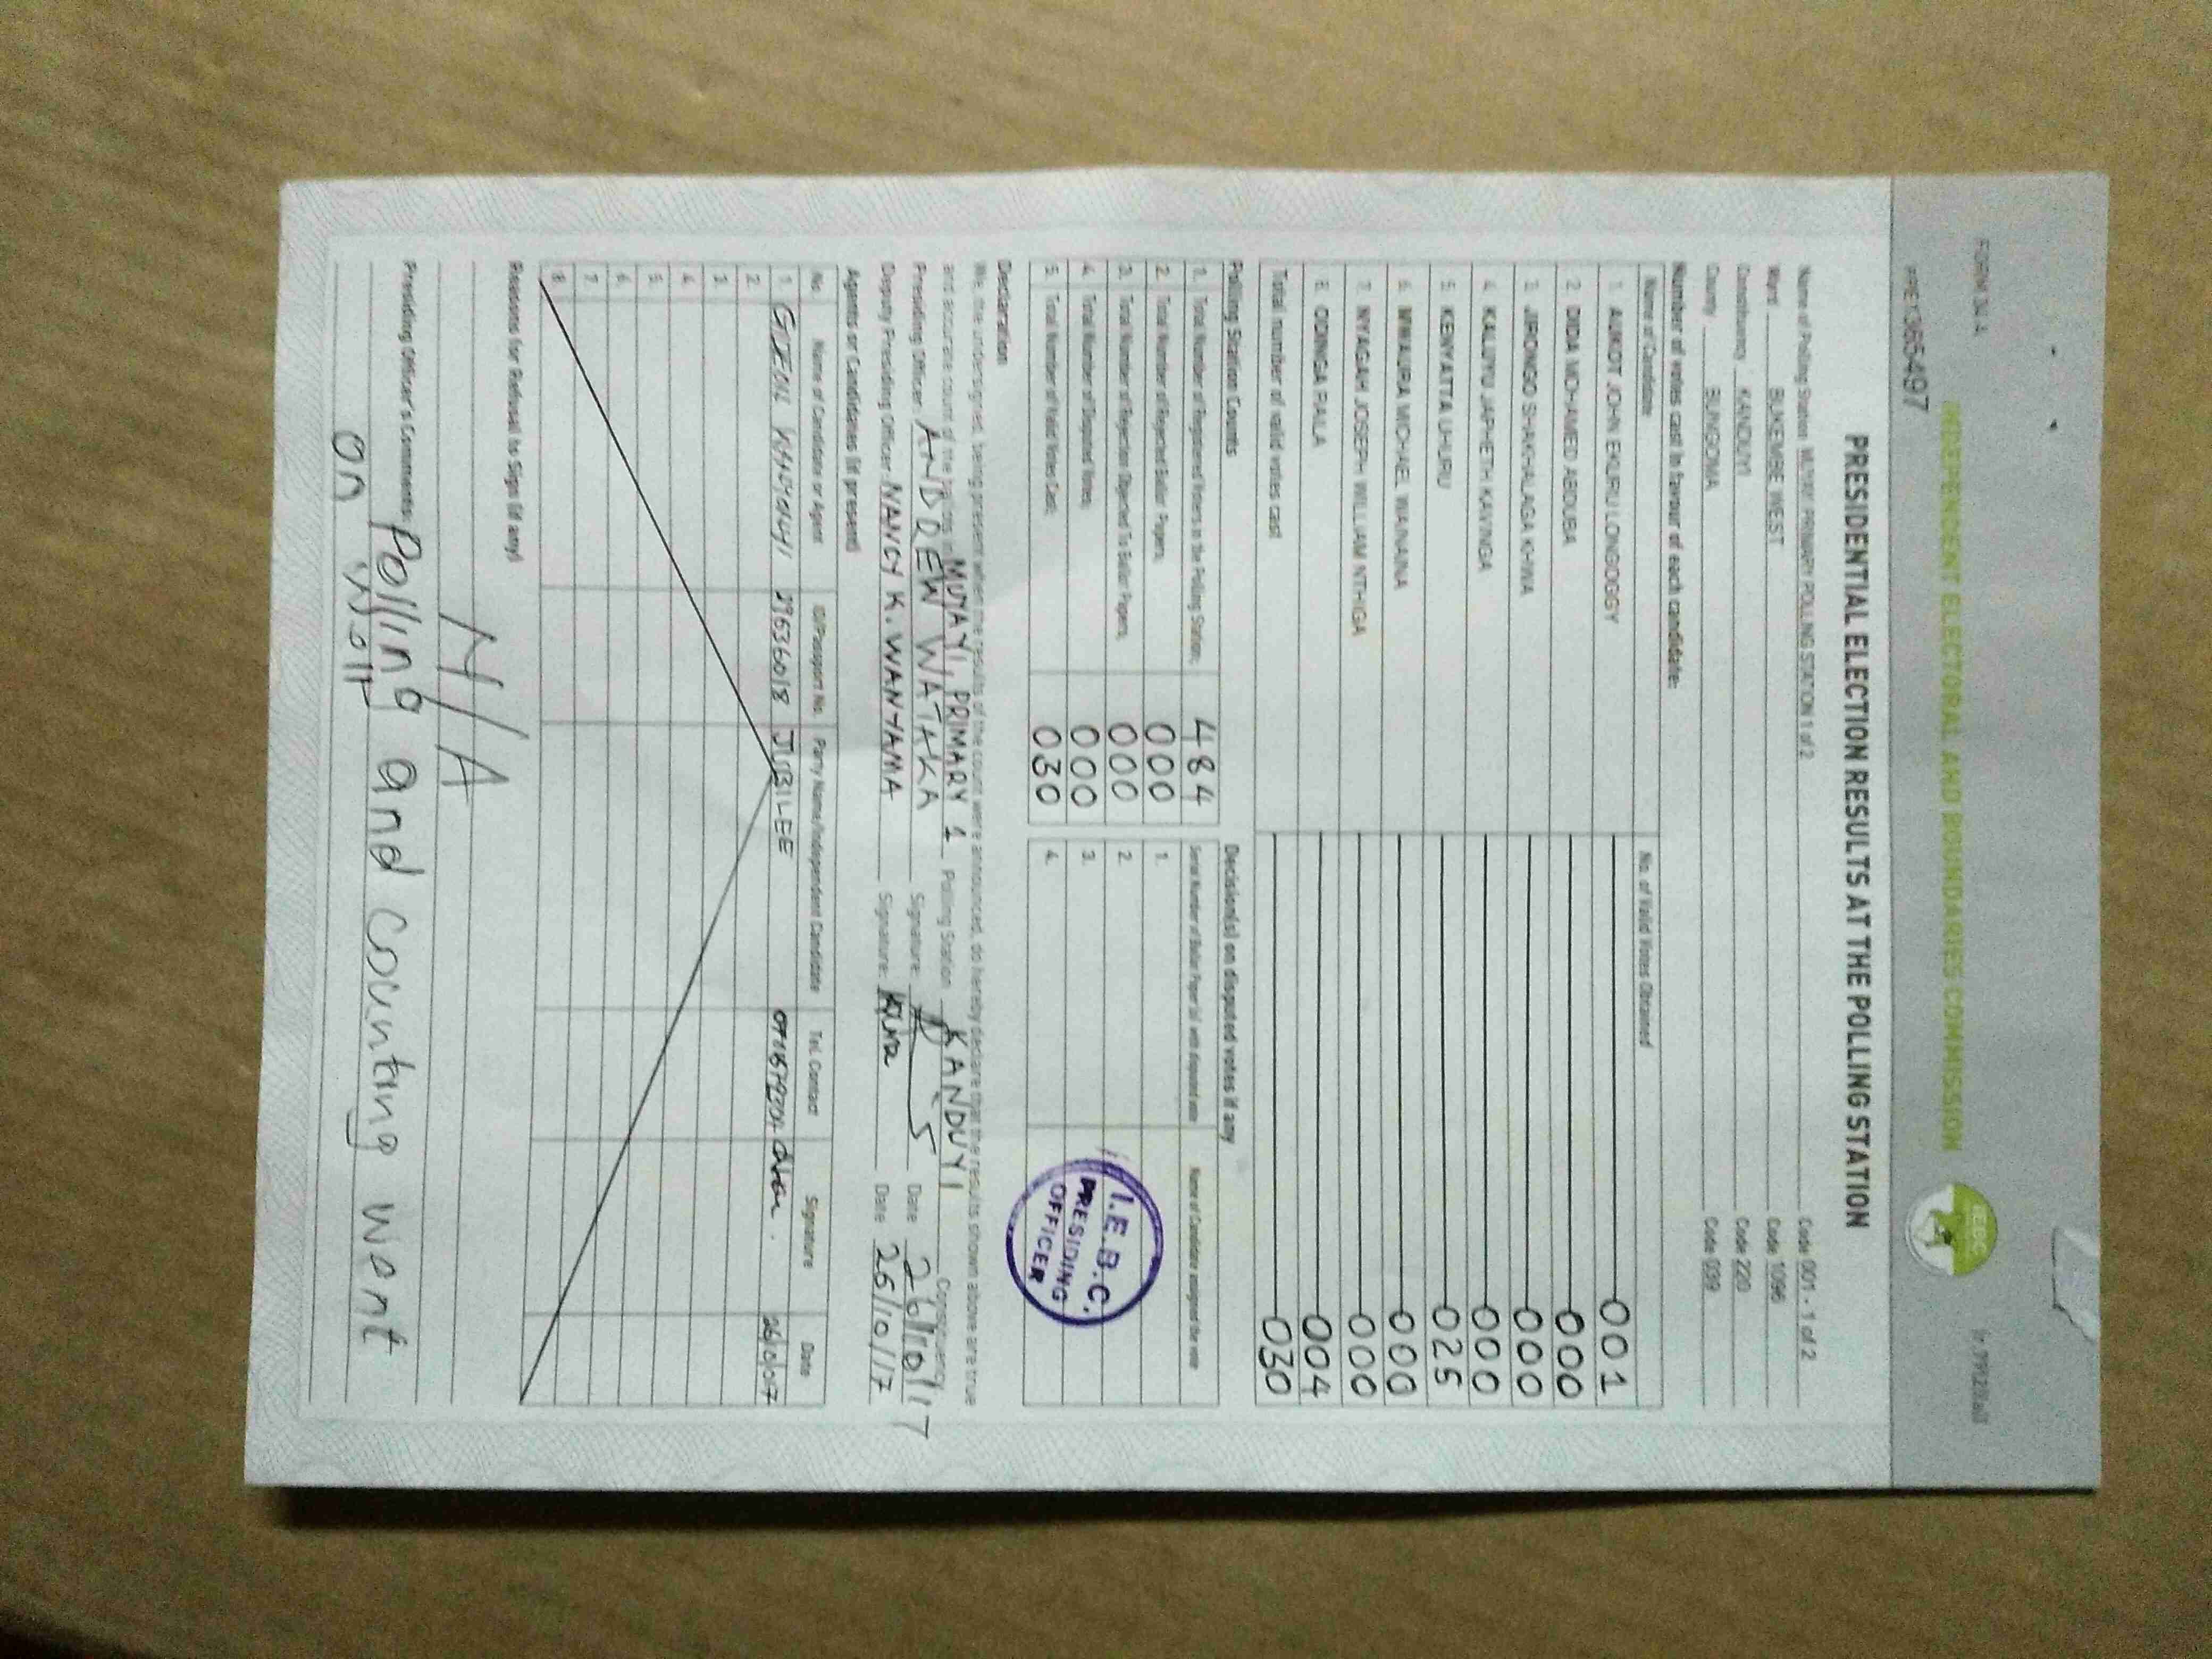 FORM 34 A
INDEPENDENT ELECTORAL AND BOUNDARIES COMMISSION
IEBC
PRE1365497
PRESIDENTIAL ELECTION RESULTS AT THE POLLING STATION
Name of Polling Station MUYAYI PRIMARY POLLING STATION 1 of 2 Code 001 - 1 of 2
Ward BUKEMBE WEST Code 1096
Constituency KANDUYI Code 220
County BUNGOMA Code 039
Number of votes cast in favour of each candidate:
Name of Candidate No. of Valid Votes Obtained
1. AUKOT JOHN EKURU LONGOGGY 001
2. DIDA MOHAMED ABDUBA 000
3. JIRONGO SHAKHALAGA KHWA 000
4. KALUYU JAPHETH KAVINGA 000
5. KENYATTA UHURU 025
6. MWAURA MICHAEL WAINAINA 000
7. NYAGAH JOSEPH WILLIAM NTHIGA 000
8. ODINGA RAILA 004
Total number of valid votes cast 030
Polling Station Counts Decision(s) on disputed votes if any
1. Total Number of Registered Voters in the Polling Station; 484 Serial Number of Ballot Paper (s) with disputed vote Name of Candidate assigned the vote
2. Total Number of Rejected Ballot Papers; 000 1.
3. Total Number of Rejection Objected To Ballot Papers; 000 2.
4. Total Number of Disputed Votes; 000 3.
5. Total Number of Valid Votes Cast; 030 4.
I.E.B.C.
PRESIDING
OFFICER
Declaration
We, the undersigned, being present when the results of the count were announced, do hereby declare that the results shown above are true
and accurate count of the ballots in MUYAYI PRIMARY 1 Polling Station KANDUYI Constituency
Presiding Officer: ANDREW WATAKA Signature: Date 26/10/17
Deputy Presiding Officer NANCY K. WANYAMA Signature: Date 26/10/17
Agents or Candidates (if present)
No. Name of Candidate or Agent ID/Passport No. Party Name/Independent Candidate Tel. Contact Signature Date
1. 29636018 JUBILEE
2.
3.
4.
5.
6.
7.
8.
Reasons for Refusal to Sign (if any)
N/A
Presiding Officer's Comments: Polling and counting went
on well